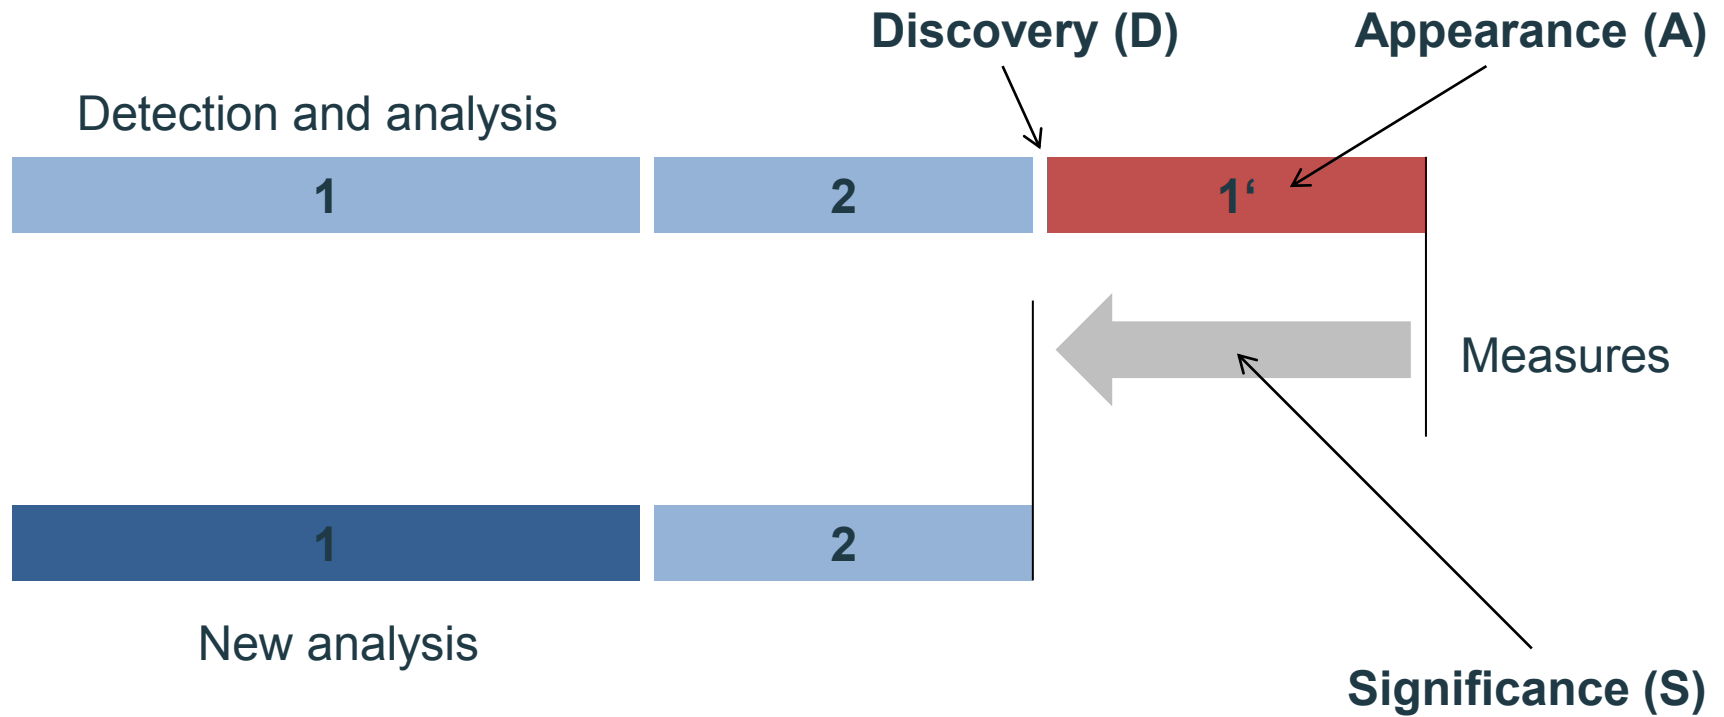 Discovery (D)
Appearance (A)
Detection and analysis
1
2
1‘
Measures
1
2
New analysis
Significance (S)